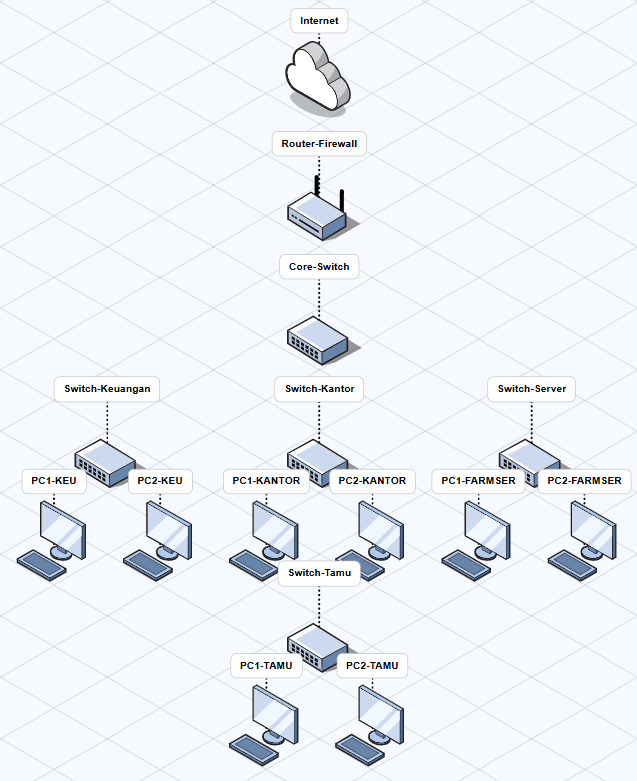 Internet
Router-Firewall
Core-Switch
Switch-Keuangan
Switch-Kantor
Switch-Server
PC1-KEU
PC2-KEU
PC1-KANTOR
PC2-KANTOR
PC1-FARMSER
PC2-FARMSER
Switch-Tamu
PC1-TAMU
PC2-TAMU